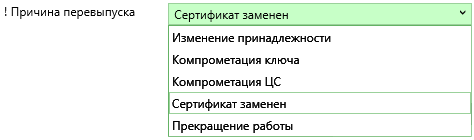 ! Причина перевыпуска
Сертификат заменен
Изменение принадлежности
Компрометация ключа
Компрометация ЦС
Сертификат заменен
Прекращение работы